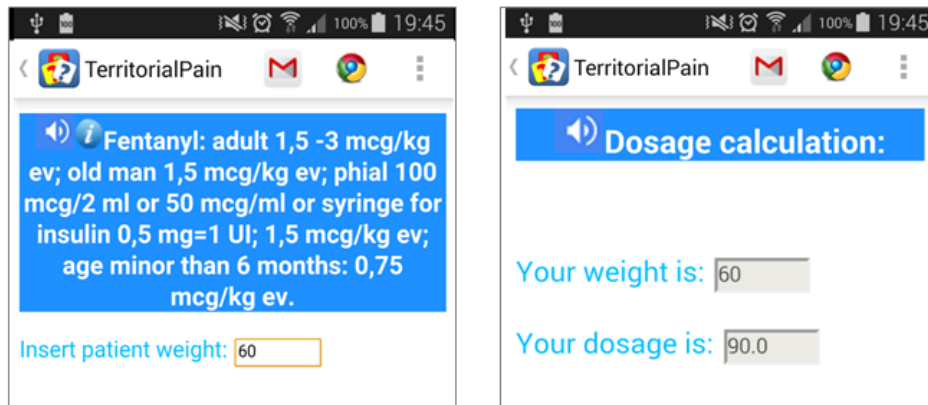 100% 19:45
TerritorialPain
Fentanyl: adult 1,5 -3 mcg/kg
ev; old man 1,5 mcg/kg ev; phial 100
mcg/2 ml or 50 mcg/ml or syringe for
insulin 0,5 mg=1 UI; 1,5 mcg/kg ev;
age minor than 6 months: 0,75
mcg/kg ev.
Insert patient weight: 60
100% 19:45
TerritorialPain
Dosage calculation:
Your weight is: 60
Your dosage is: 90.0